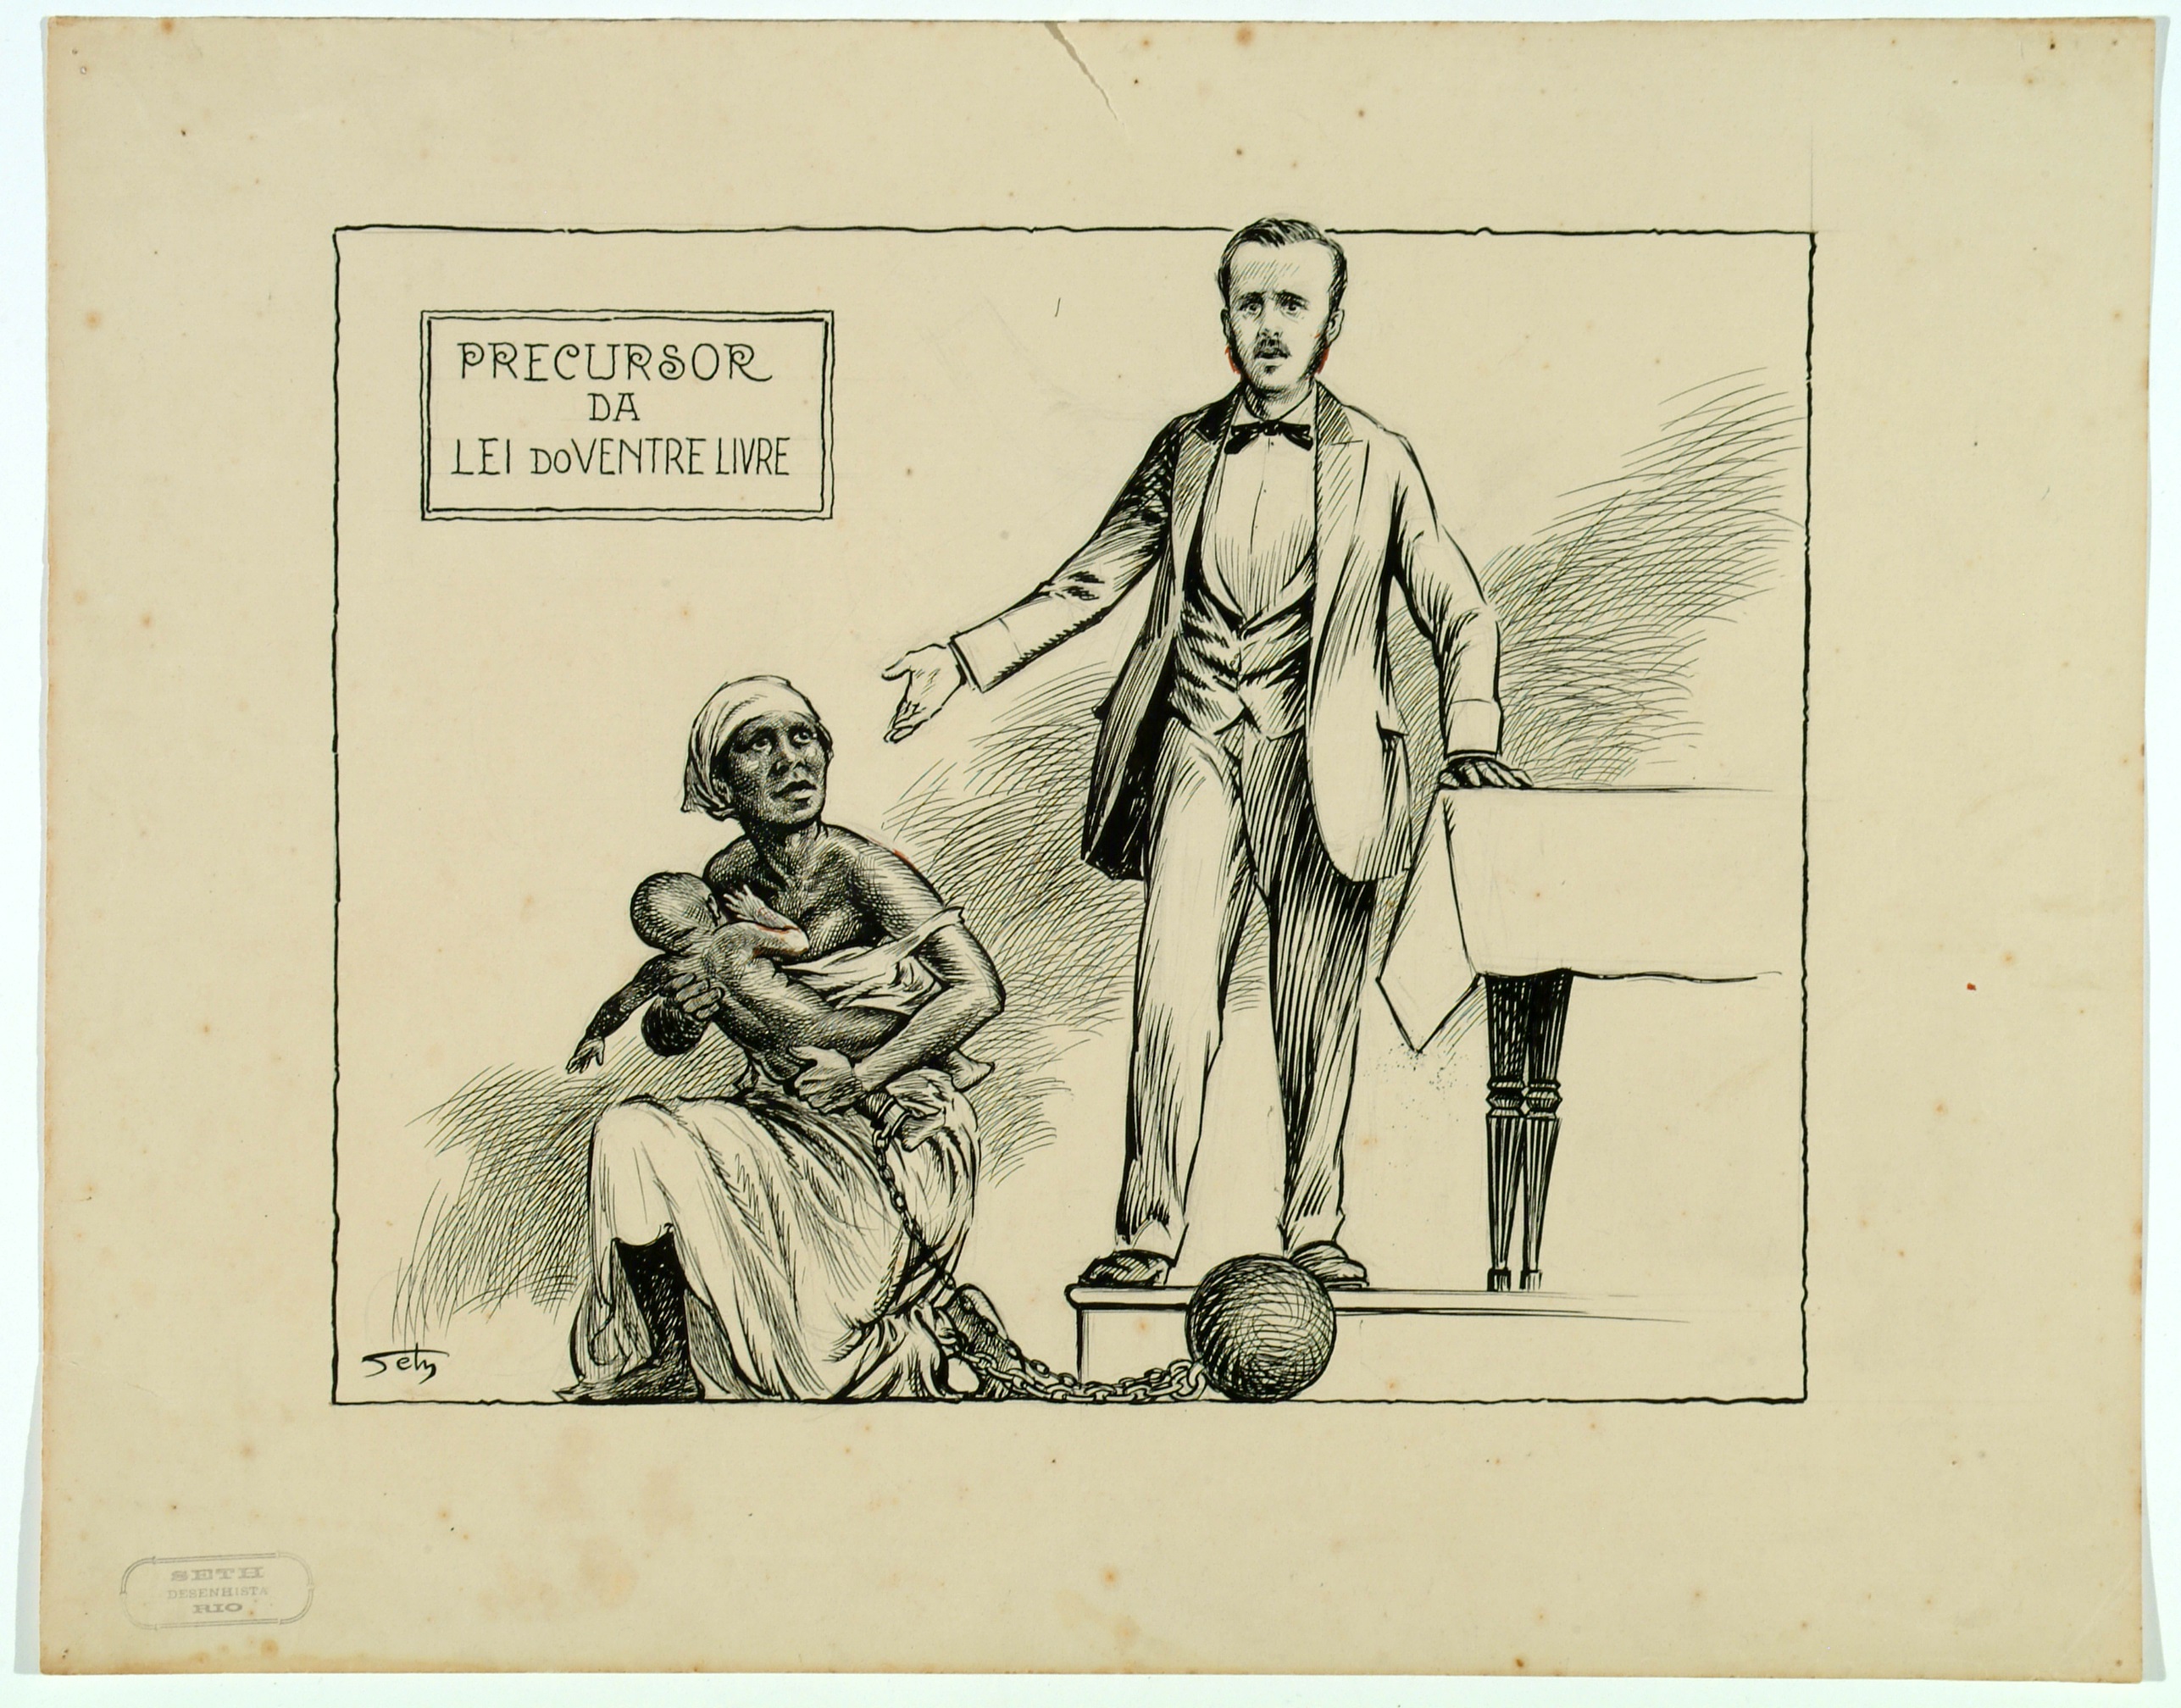 PRECURSOR
DA
LEI DO VENTRE LIVRE
Seth
SETH
DESENHISTA
RIO